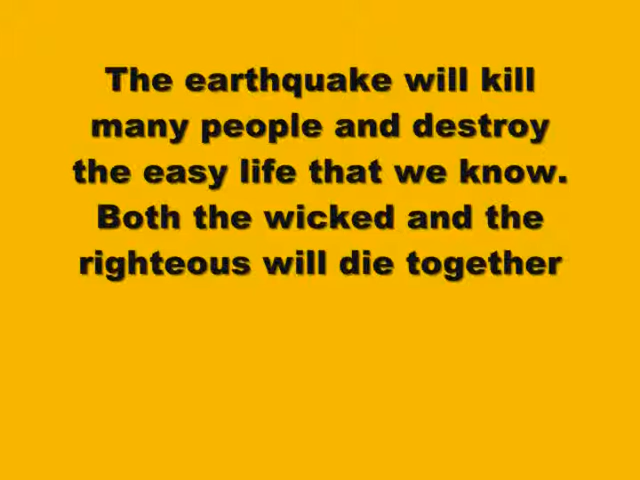 The earthquake will kill
many people and destroy
the easy life that we know.
Both the wicked and the
righteous will die together